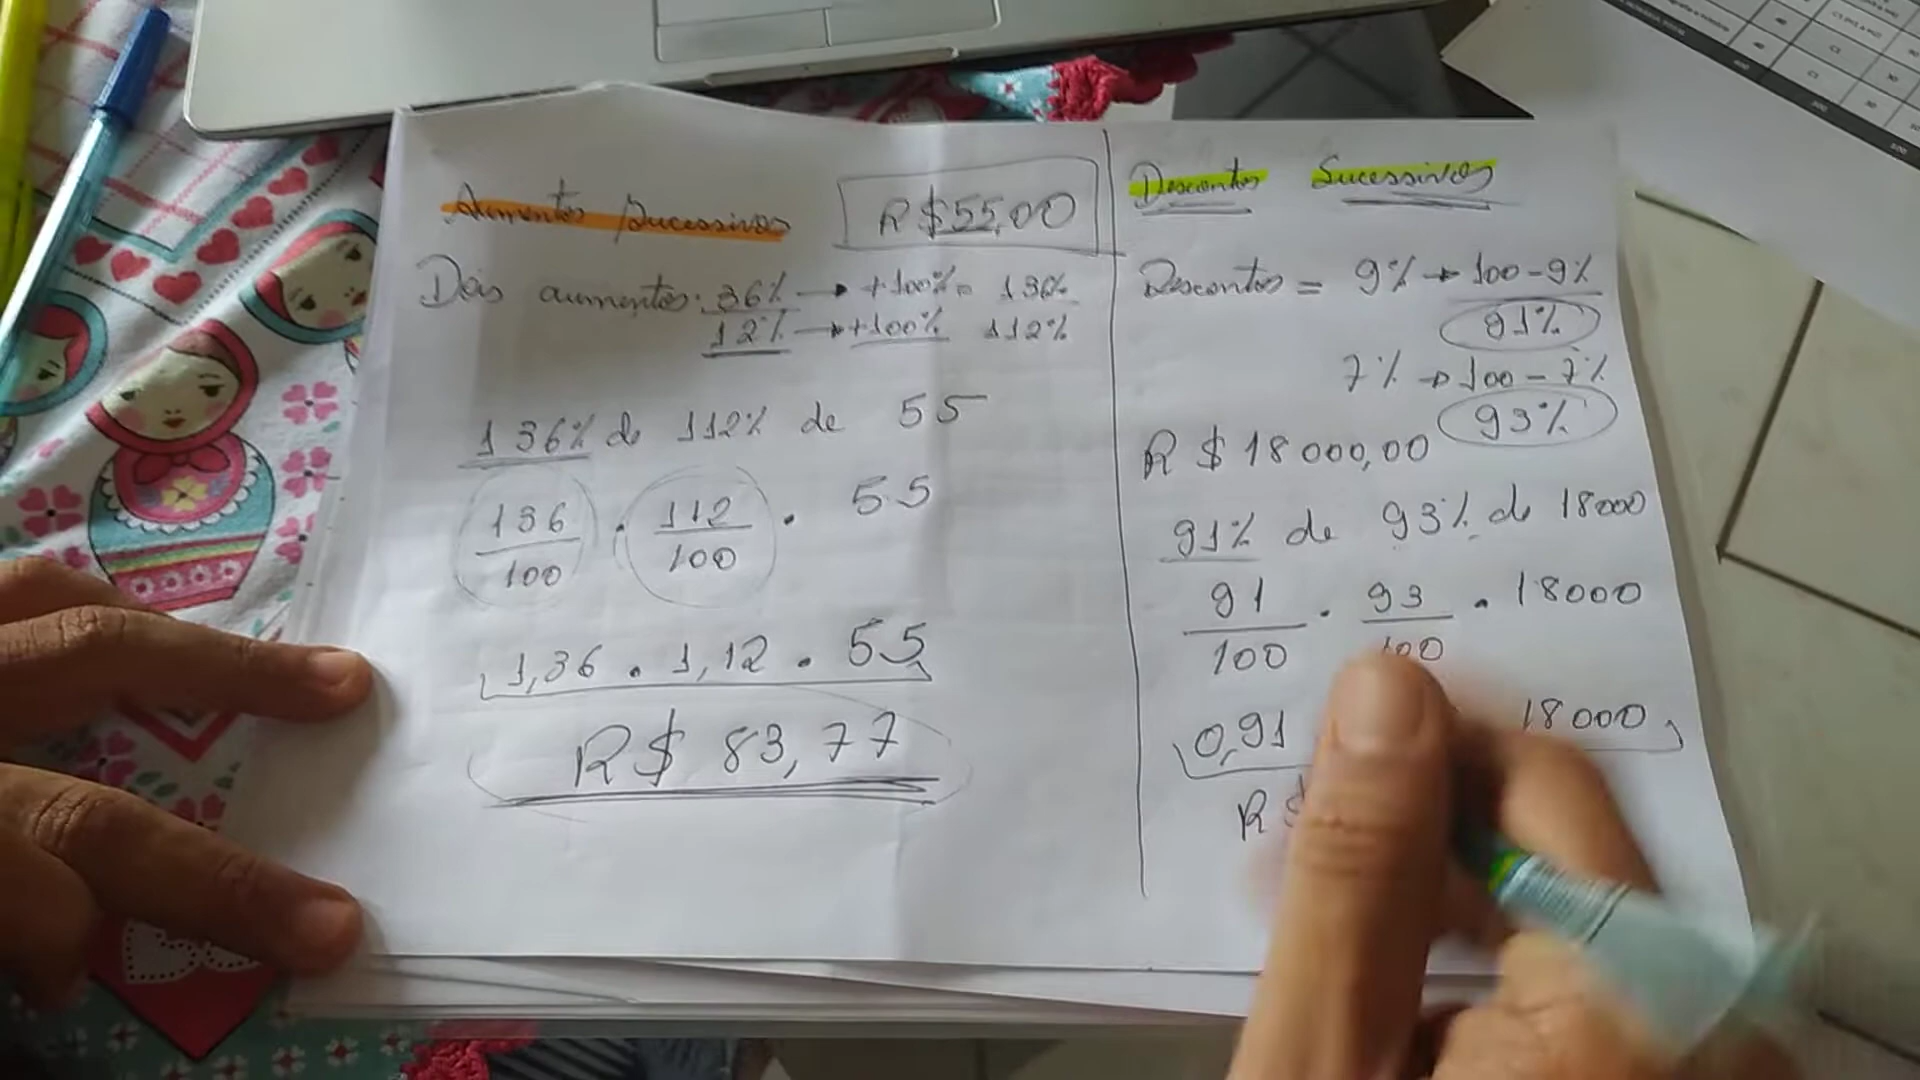 Aumentos Sucessivos
R$55,00
Dois aumentos: 36% → +100% = 136%
12% → +100% 112%
136% de 112% de 55
136/100 . 112/100 . 55
1,36 . 1,12 . 55
R$ 83,77
Descontos Sucessivos
Descontos = 9% → 100-9%
91%
7% → 100-7%
93%
R$18000,00
91% de 93% de 18000
91/100 . 93/100 . 18000
0,91 18000
R$